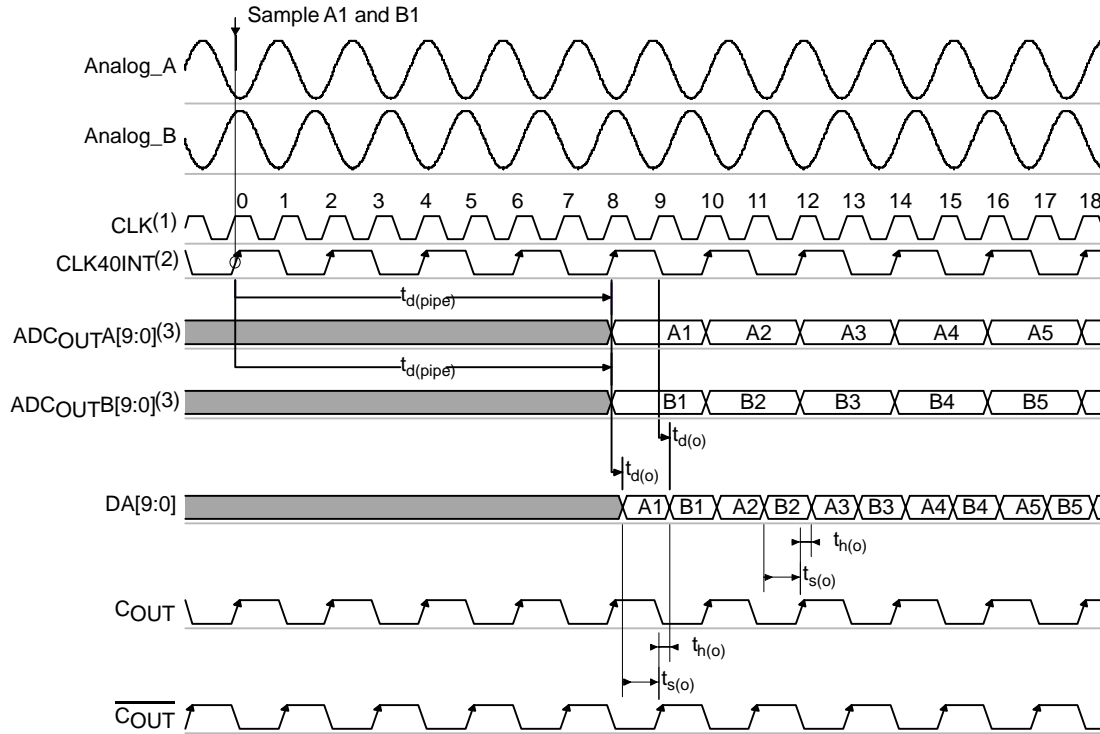 Sample A1 and B1
Analog_A
Analog_B
0 1 2 3 4 5 6 7 8 9 10 11 12 13 14 15 16 17 18
CLK(1)
CLK40INT(2)
td(pipe)
ADCOUTA[9:0](3)
A1 A2 A3 A4 A5
td(pipe)
ADCOUTB[9:0](3)
B1 B2 B3 B4 B5
td(o)
td(o)
DA[9:0]
A1 B1 A2 B2 A3 B3 A4 B4 A5 B5
th(o)
ts(o)
COUT
th(o)
ts(o)
COUT